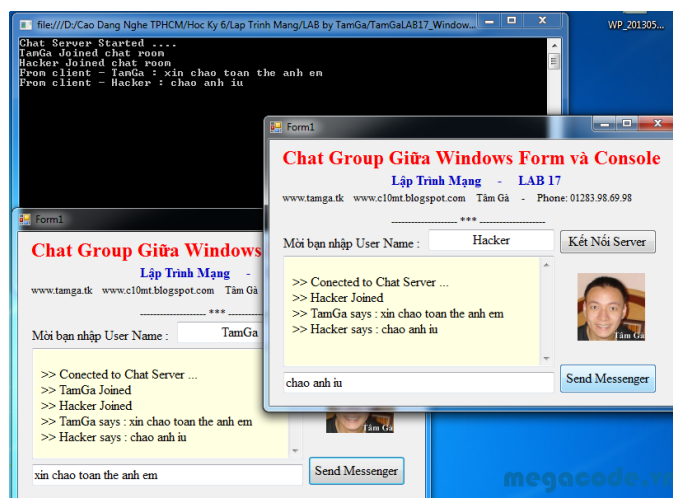 file:///D:/Cao Dang Nghe TPHCM/Hoc Ky 6/Lap Trinh Mang/LAB by TamGa/TamGaLAB17_Window...
WP_201305...
Chat Server Started ....
TamGa Joined chat room
Hacker Joined chat room
From client - TamGa : xin chao toan the anh em
From client - Hacker : chao anh iu
Form1
Chat Group Giữa Windows Form và Console
Lập Trình Mạng - LAB 17
www.tamga.tk www.c10mt.blogspot.com Tâm Gà - Phone: 01283.98.69.98
-------------------- *** --------------------
Mời bạn nhập User Name : Hacker Kết Nối Server
>> Conected to Chat Server ...
>> Hacker Joined
>> TamGa says : xin chao toan the anh em
>> Hacker says : chao anh iu
Tâm Gà
chao anh iu Send Messenger
Form1
Chat Group Giữa Windows
Lập Trình Mạng -
www.tamga.tk www.c10mt.blogspot.com Tâm Gà
-------------------- *** ---
Mời bạn nhập User Name : TamGa
>> Conected to Chat Server ...
>> TamGa Joined
>> Hacker Joined
>> TamGa says : xin chao toan the anh em
>> Hacker says : chao anh iu
Tâm Gà
xin chao toan the anh em Send Messenger